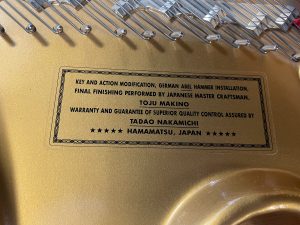 KEY AND ACTION MODIFICATION, GERMAN ABEL HAMMER INSTALLATION,
FINAL FINISHING PERFORMED BY JAPANESE MASTER CRAFTSMAN,
TOJU MAKINO
WARRANTY AND GUARANTEE OF SUPERIOR QUALITY CONTROL ASSURED BY
TADAO NAKAMICHI
★★★★★ HAMAMATSU, JAPAN ★★★★★